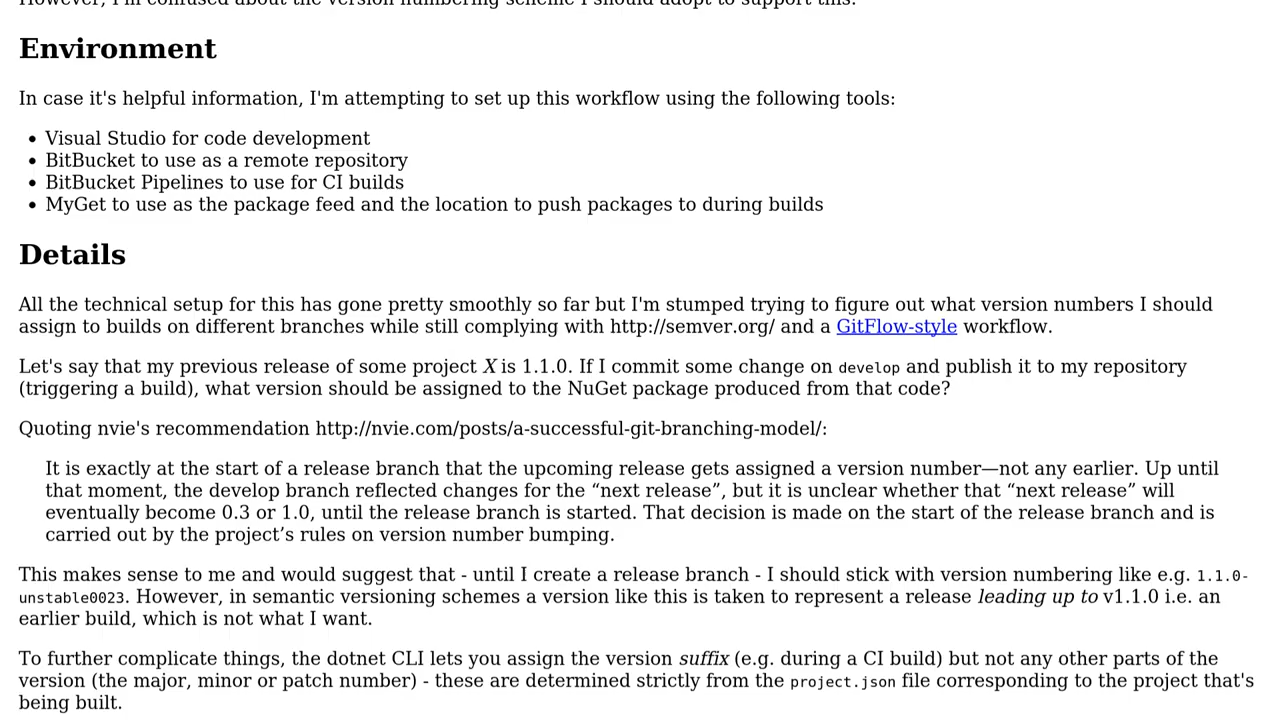 However, I'm confused about the version numbering scheme I should adopt to support this.
Environment
In case it's helpful information, I'm attempting to set up this workflow using the following tools:
• Visual Studio for code development
• BitBucket to use as a remote repository
• BitBucket Pipelines to use for CI builds
• MyGet to use as the package feed and the location to push packages to during builds
Details
All the technical setup for this has gone pretty smoothly so far but I'm stumped trying to figure out what version numbers I should
assign to builds on different branches while still complying with http://semver.org/ and a GitFlow-style workflow.
Let's say that my previous release of some project X is 1.1.0. If I commit some change on develop and publish it to my repository
(triggering a build), what version should be assigned to the NuGet package produced from that code?
Quoting nvie's recommendation http://nvie.com/posts/a-successful-git-branching-model/:
It is exactly at the start of a release branch that the upcoming release gets assigned a version number—not any earlier. Up until
that moment, the develop branch reflected changes for the “next release”, but it is unclear whether that “next release” will
eventually become 0.3 or 1.0, until the release branch is started. That decision is made on the start of the release branch and is
carried out by the project’s rules on version number bumping.
This makes sense to me and would suggest that - until I create a release branch - I should stick with version numbering like e.g. 1.1.0-
unstable0023. However, in semantic versioning schemes a version like this is taken to represent a release leading up to v1.1.0 i.e. an
earlier build, which is not what I want.
To further complicate things, the dotnet CLI lets you assign the version suffix (e.g. during a CI build) but not any other parts of the
version (the major, minor or patch number) - these are determined strictly from the project.json file corresponding to the project that's
being built.